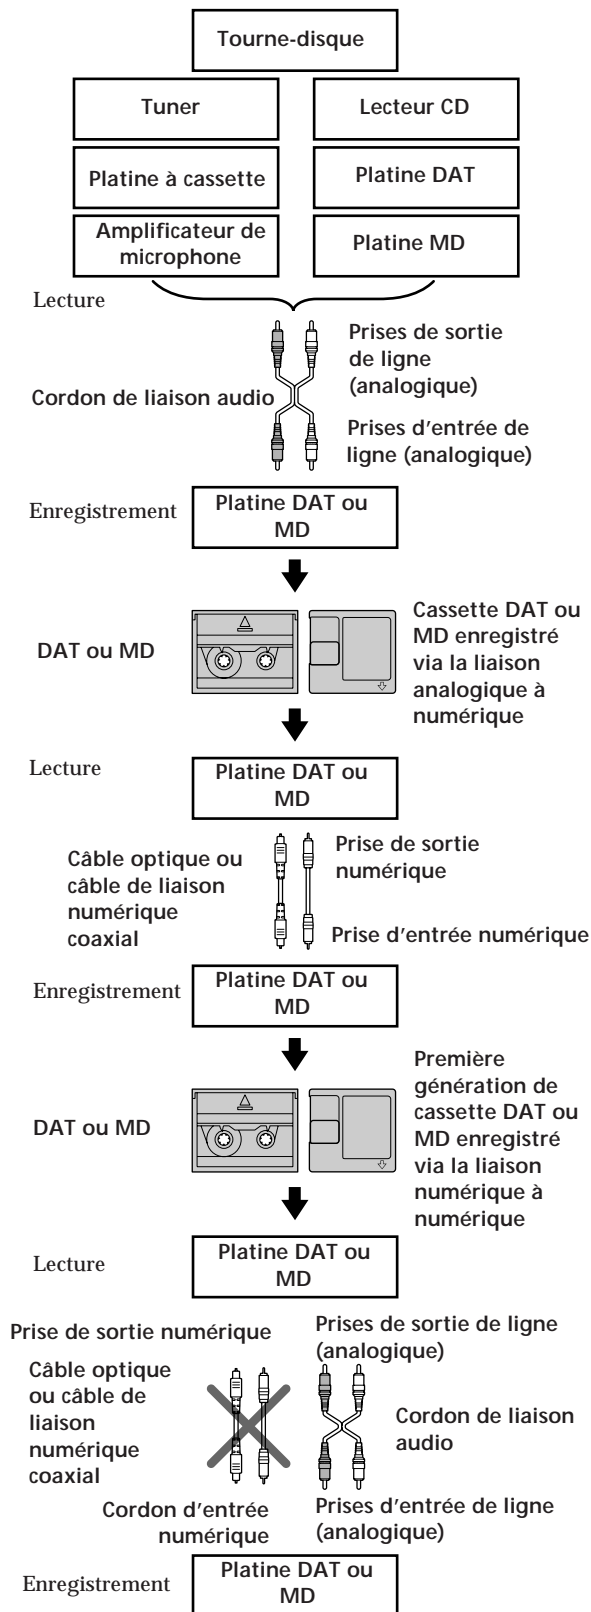 Tourne-disque
Tuner
Lecteur CD
Platine à cassette
Platine DAT
Amplificateur de
microphone
Platine MD
Lecture
Prises de sortie
de ligne
(analogique)
Cordon de liaison audio
Prises d'entrée de
ligne (analogique)
Enregistrement
Platine DAT ou
MD
DAT ou MD
Cassette DAT ou
MD enregistré
via la liaison
analogique à
numérique
Lecture
Platine DAT ou
MD
Câble optique ou
câble de liaison
numérique
coaxial
Prise de sortie
numérique
Prise d'entrée numérique
Enregistrement
Platine DAT ou
MD
DAT ou MD
Première
génération de
cassette DAT ou
MD enregistré
via la liaison
numérique à
numérique
Lecture
Platine DAT ou
MD
Prise de sortie numérique
Prises de sortie de ligne
(analogique)
Câble optique
ou câble de
liaison
numérique
coaxial
Cordon de liaison
audio
Cordon d'entrée
numérique
Prises d'entrée de ligne
(analogique)
Enregistrement
Platine DAT ou
MD